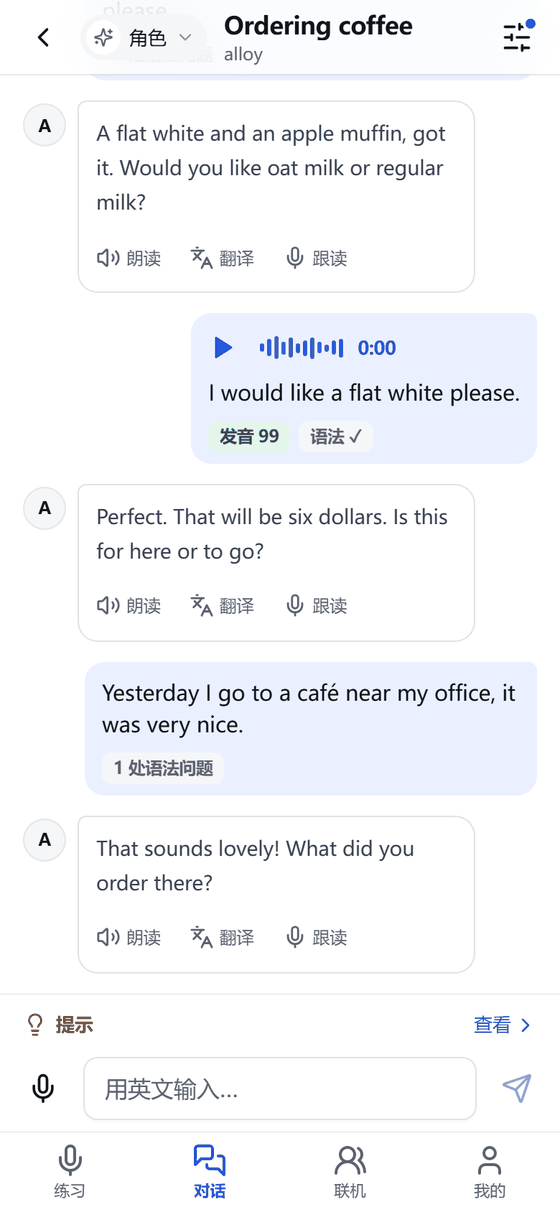 please
角色
Ordering coffee
alloy
A
A flat white and an apple muffin, got
it. Would you like oat milk or regular
milk?
朗读 翻译 跟读
0:00
I would like a flat white please.
发音 99 语法 ✓
A
Perfect. That will be six dollars. Is this
for here or to go?
朗读 翻译 跟读
Yesterday I go to a café near my office, it
was very nice.
1 处语法问题
A
That sounds lovely! What did you
order there?
朗读 翻译 跟读
提示 查看
用英文输入...
练习 对话 联机 我的